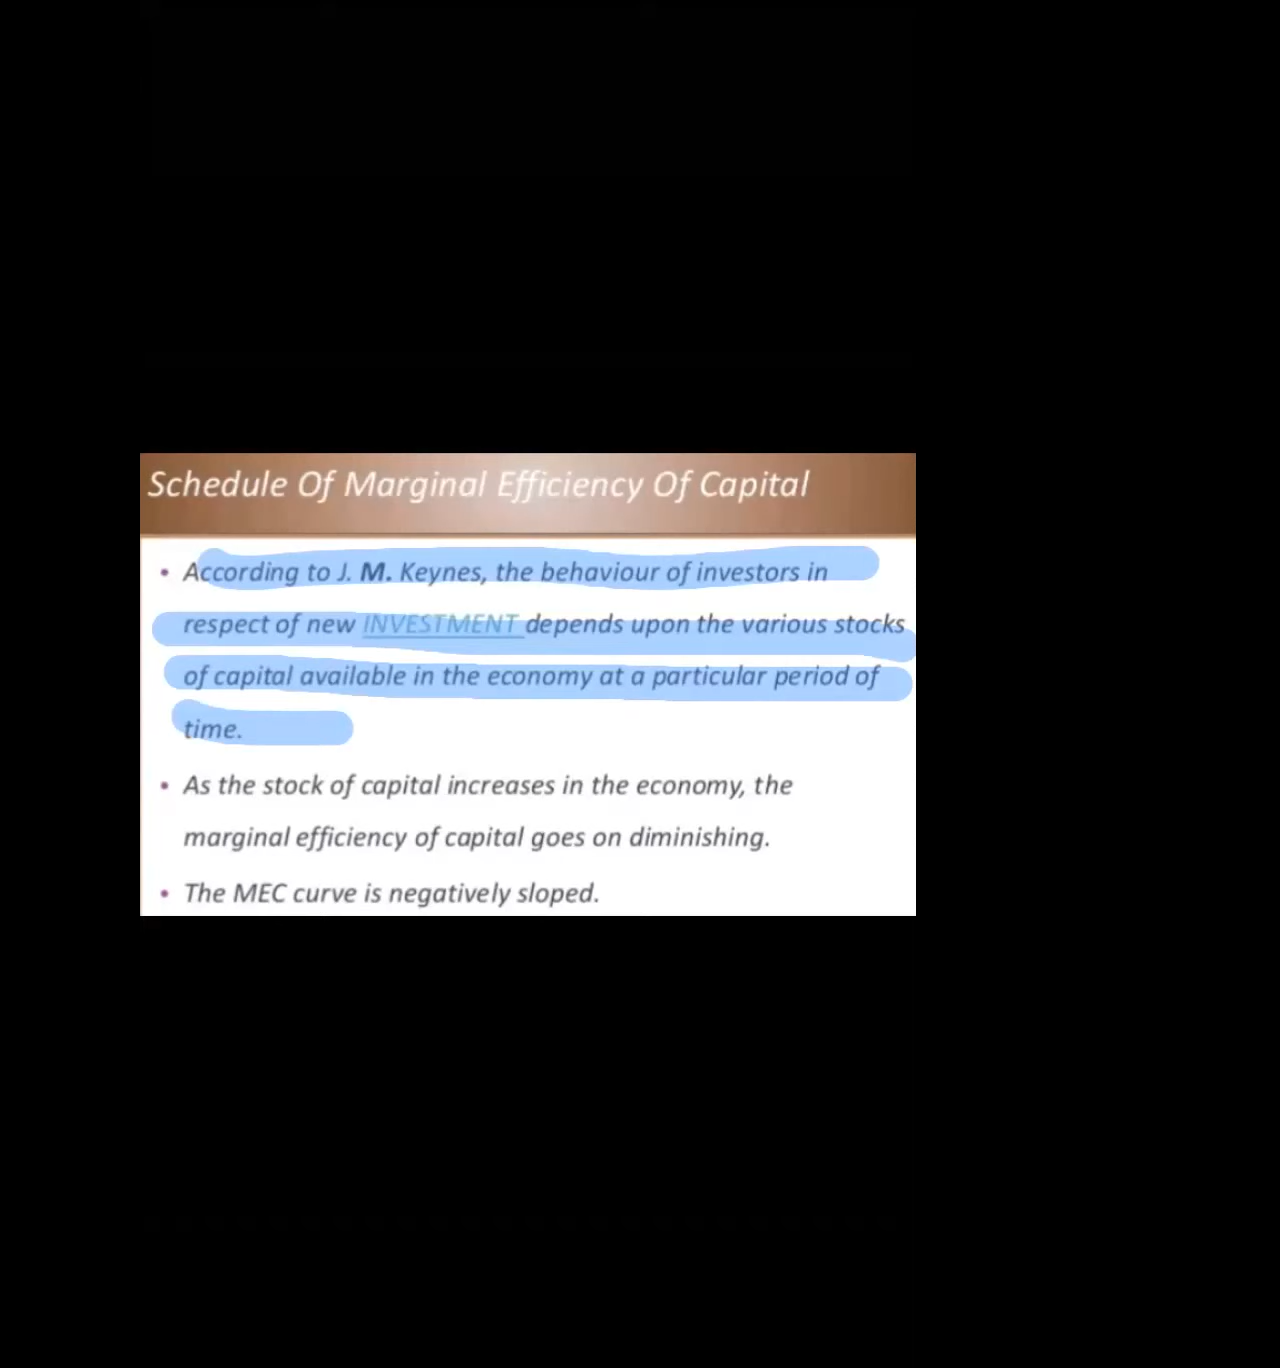 Schedule Of Marginal Efficiency Of Capital
• According to J. M. Keynes, the behaviour of investors in
respect of new INVESTMENT depends upon the various stocks
of capital available in the economy at a particular period of
time.
• As the stock of capital increases in the economy, the
marginal efficiency of capital goes on diminishing.
• The MEC curve is negatively sloped.